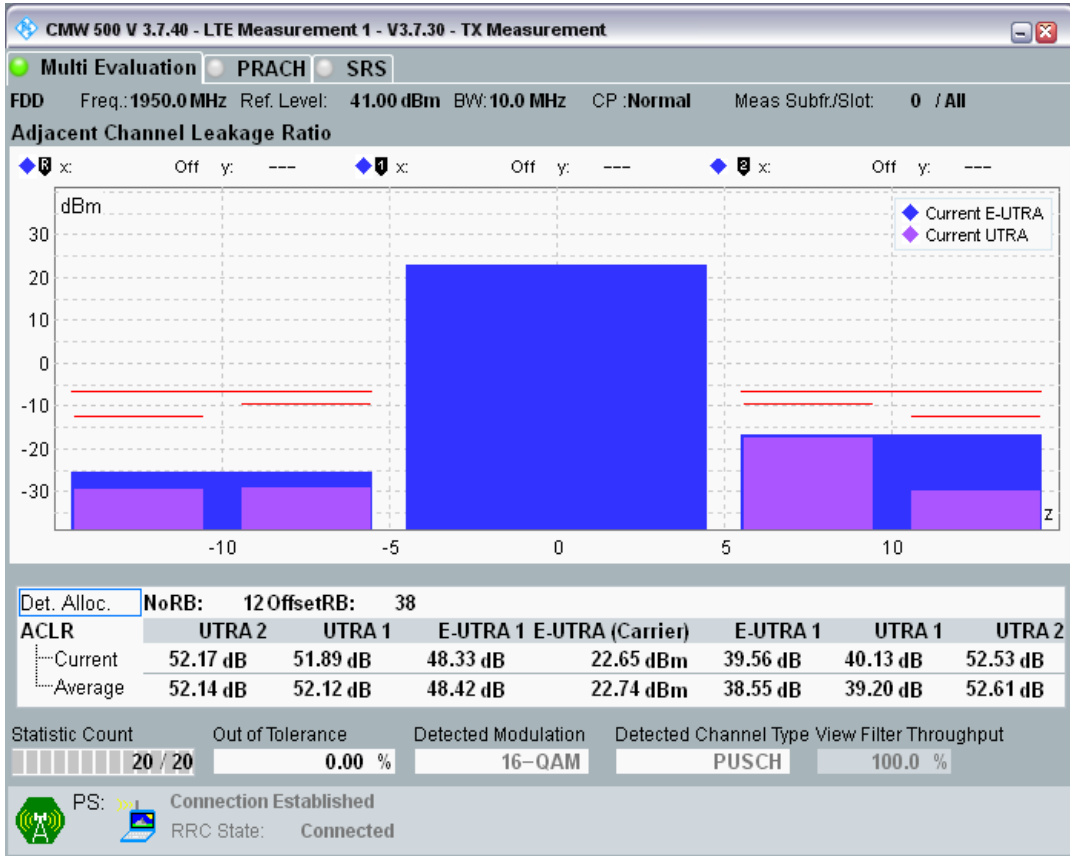 CMW 500 V 3.7.40 - LTE Measurement 1 - V3.7.30 - TX Measurement
Multi Evaluation PRACH SRS
FDD Freq.: 1950.0 MHz Ref. Level: 41.00 dBm BW: 10.0 MHz CP :Normal Meas Subfr./Slot: 0 / All
Adjacent Channel Leakage Ratio
R x: Off y: --- 1 x: Off y: --- 2 x: Off y: ---
dBm
Current E-UTRA
Current UTRA
30
20
10
0
-10
-20
-30
z
-10 -5 0 5 10
Det. Alloc. NoRB: 12 OffsetRB: 38
ACLR UTRA 2 UTRA 1 E-UTRA 1 E-UTRA (Carrier) E-UTRA 1 UTRA 1 UTRA 2
Current 52.17 dB 51.89 dB 48.33 dB 22.65 dBm 39.56 dB 40.13 dB 52.53 dB
Average 52.14 dB 52.12 dB 48.42 dB 22.74 dBm 38.55 dB 39.20 dB 52.61 dB
Statistic Count Out of Tolerance Detected Modulation Detected Channel Type View Filter Throughput
20 / 20 0.00 % 16-QAM PUSCH 100.0 %
PS: Connection Established
RRC State: Connected